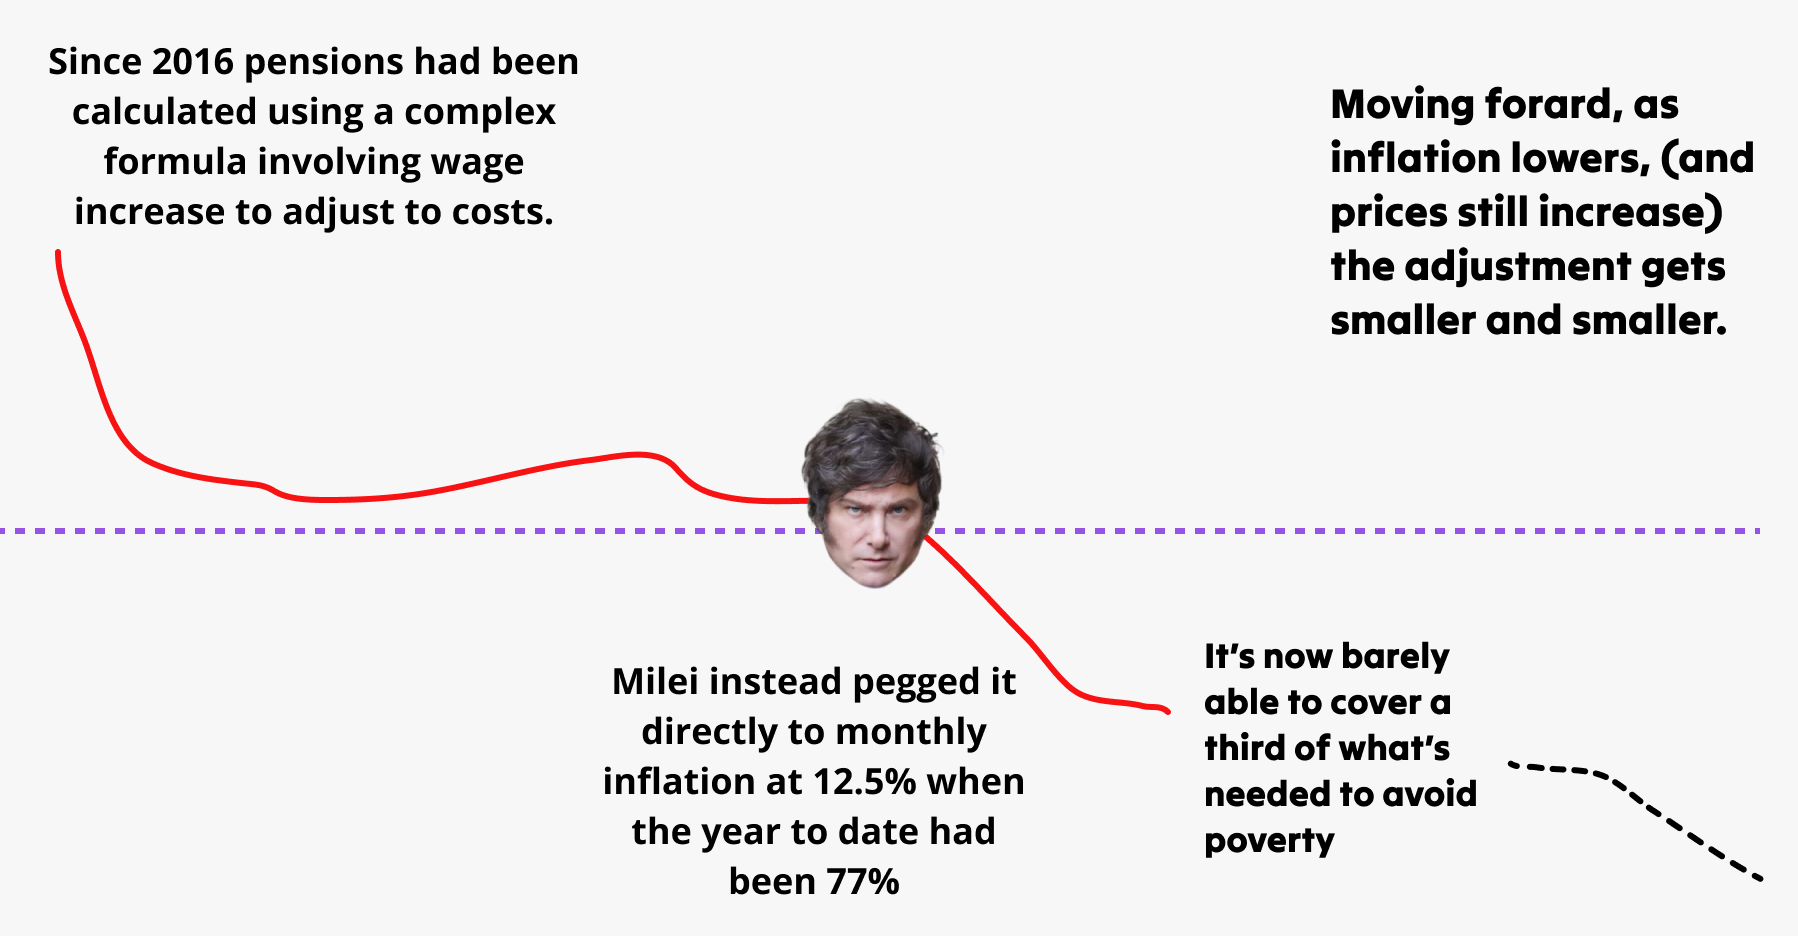 Since 2016 pensions had been
calculated using a complex
formula involving wage
increase to adjust to costs.
Moving forard, as
inflation lowers, (and
prices still increase)
the adjustment gets
smaller and smaller.
Milei instead pegged it
directly to monthly
inflation at 12.5% when
the year to date had
been 77%
It's now barely
able to cover a
third of what's
needed to avoid
poverty